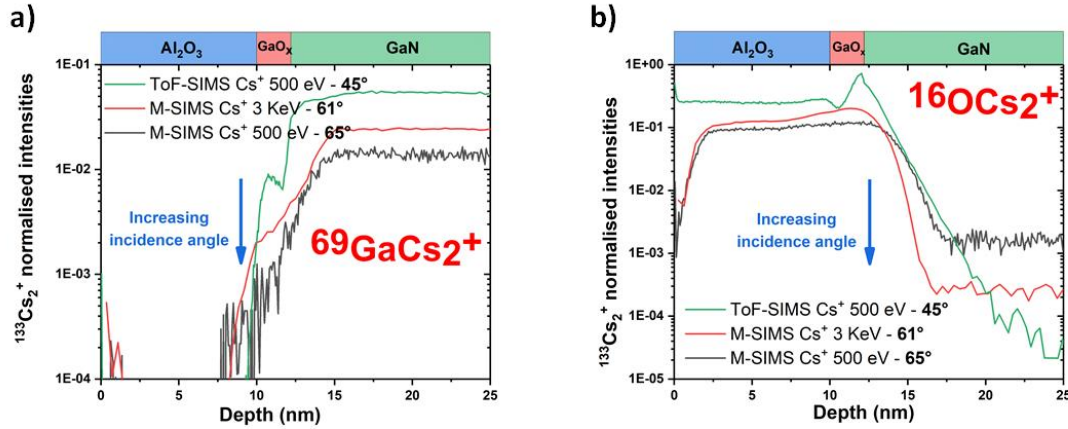 a)
Al₂O₃ GaOₓ GaN
1E-01
1E-02
1E-03
1E-04
¹³³Cs₂⁺ normalised intensities
ToF-SIMS Cs⁺ 500 eV - 45°
M-SIMS Cs⁺ 3 KeV - 61°
M-SIMS Cs⁺ 500 eV - 65°
Increasing
incidence angle
⁶⁹GaCs₂⁺
0 5 10 15 20 25
Depth (nm)
b)
Al₂O₃ GaOₓ GaN
1E+00
1E-01
1E-02
1E-03
1E-04
1E-05
¹³³Cs₂⁺ normalised intensities
¹⁶OCs₂⁺
Increasing
incidence angle
ToF-SIMS Cs⁺ 500 eV - 45°
M-SIMS Cs⁺ 3 KeV - 61°
M-SIMS Cs⁺ 500 eV - 65°
0 5 10 15 20 25
Depth (nm)